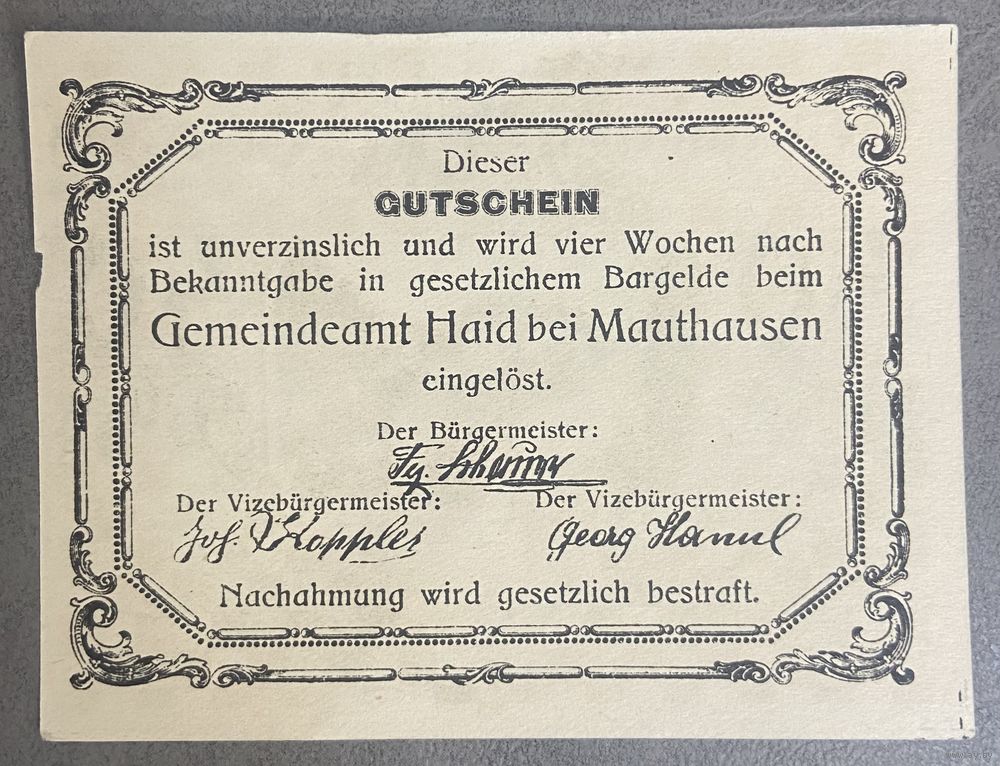 Dieser
GUTSCHEIN
ist unverzinslich und wird vier Wochen nach
Bekanntgabe in gesetzlichem Bargelde beim
Gemeindeamt Haid bei Mauthausen
eingelöst.
Der Bürgermeister:
Der Vizebürgermeister: Der Vizebürgermeister:
Joh. Georg
Nachahmung wird gesetzlich bestraft.